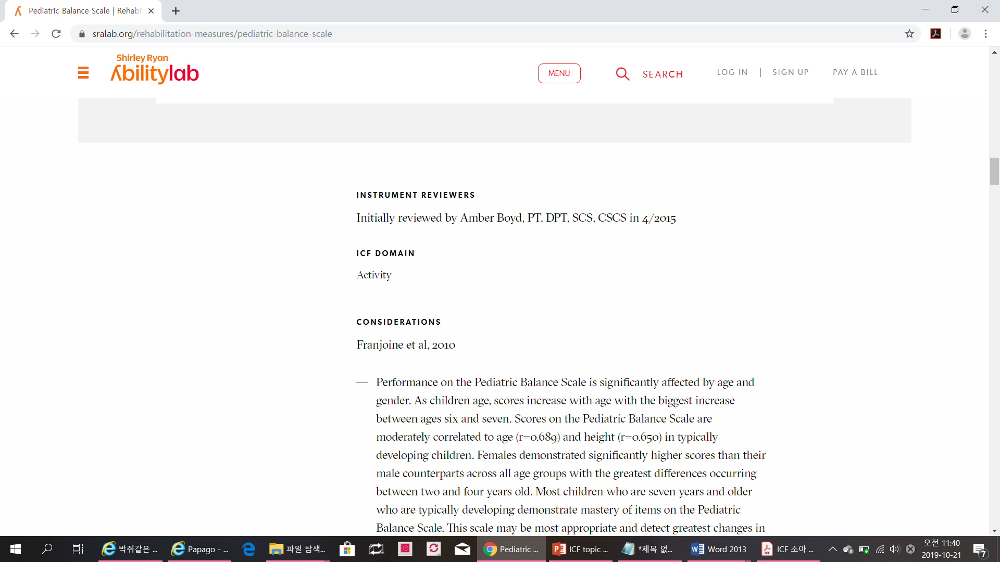 Pediatric Balance Scale | Rehab
sralab.org/rehabilitation-measures/pediatric-balance-scale
Shirley Ryan
Abilitylab
MENU
SEARCH
LOG IN
SIGN UP
PAY A BILL
INSTRUMENT REVIEWERS
Initially reviewed by Amber Boyd, PT, DPT, SCS, CSCS in 4/2015
ICF DOMAIN
Activity
CONSIDERATIONS
Franjoine et al, 2010
— Performance on the Pediatric Balance Scale is significantly affected by age and
gender. As children age, scores increase with age with the biggest increase
between ages six and seven. Scores on the Pediatric Balance Scale are
moderately correlated to age (r=0.689) and height (r=0.650) in typically
developing children. Females demonstrated significantly higher scores than their
male counterparts across all age groups with the greatest differences occurring
between two and four years old. Most children who are seven years and older
who are typically developing demonstrate mastery of items on the Pediatric
Balance Scale. This scale may be most appropriate and detect greatest changes in
박쥐같은 ...
Papago - ...
파일 탐색...
Pediatric ...
ICF topic ...
*제목 없...
Word 2013
ICF 소아 ...
오전 11:40
2019-10-21
7